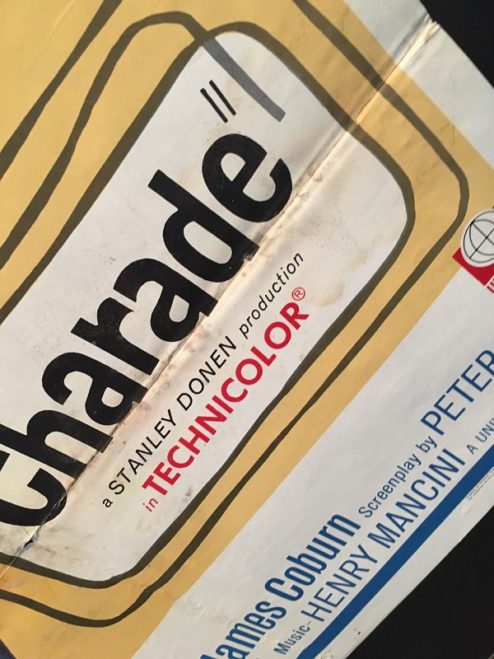 Charade"
a STANLEY DONEN production
in TECHNICOLOR®
James Coburn Screenplay by PETER
Music-HENRY MANCINI A UNI